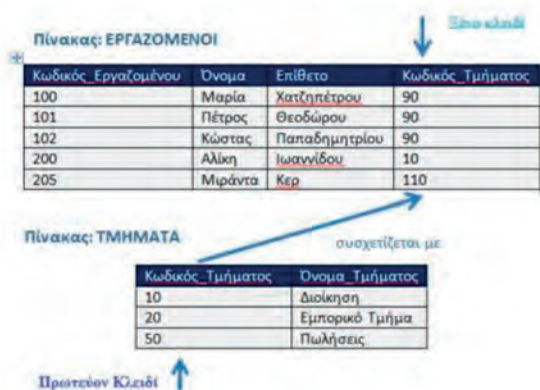 Ξένο κλειδί
Πίνακας: ΕΡΓΑΖΟΜΕΝΟΙ
Κωδικός_Εργαζομένου Όνομα Επίθετο Κωδικός_Τμήματος
100 Μαρία Χατζηπέτρου 90
101 Πέτρος Θεοδώρου 90
102 Κώστας Παπαδημητρίου 90
200 Αλίκη Ιωαννίδου 10
205 Μιράντα Κερ 110
Πίνακας: ΤΜΗΜΑΤΑ
συσχετίζεται με
Κωδικός_Τμήματος Όνομα_Τμήματος
10 Διοίκηση
20 Εμπορικό Τμήμα
50 Πωλήσεις
Πρωτεύον Κλειδί